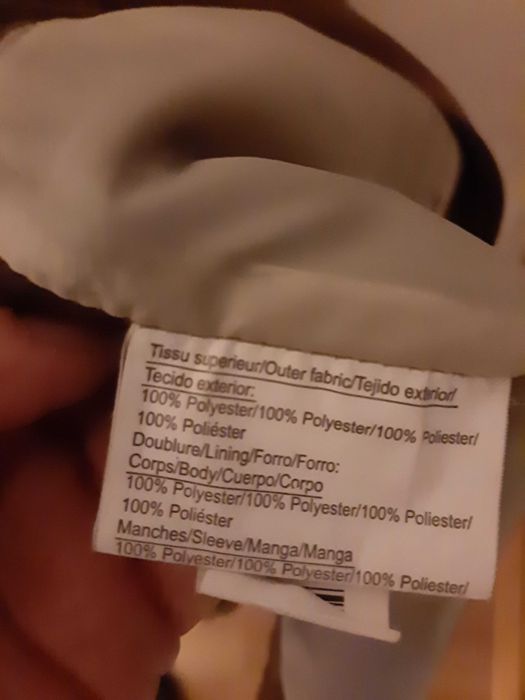 Tissu superieur/Outer fabric/Tejido extrior/
Tecido exterior:
100% Polyester/100% Polyester/100% Poliester/
100% Poliéster
Doublure/Lining/Forro/Forro:
Corps/Body/Cuerpo/Corpo
100% Polyester/100% Polyester/100% Poliester/
100% Poliéster
Manches/Sleeve/Manga/Manga
100% Polyester/100% Polyester/100% Poliester/